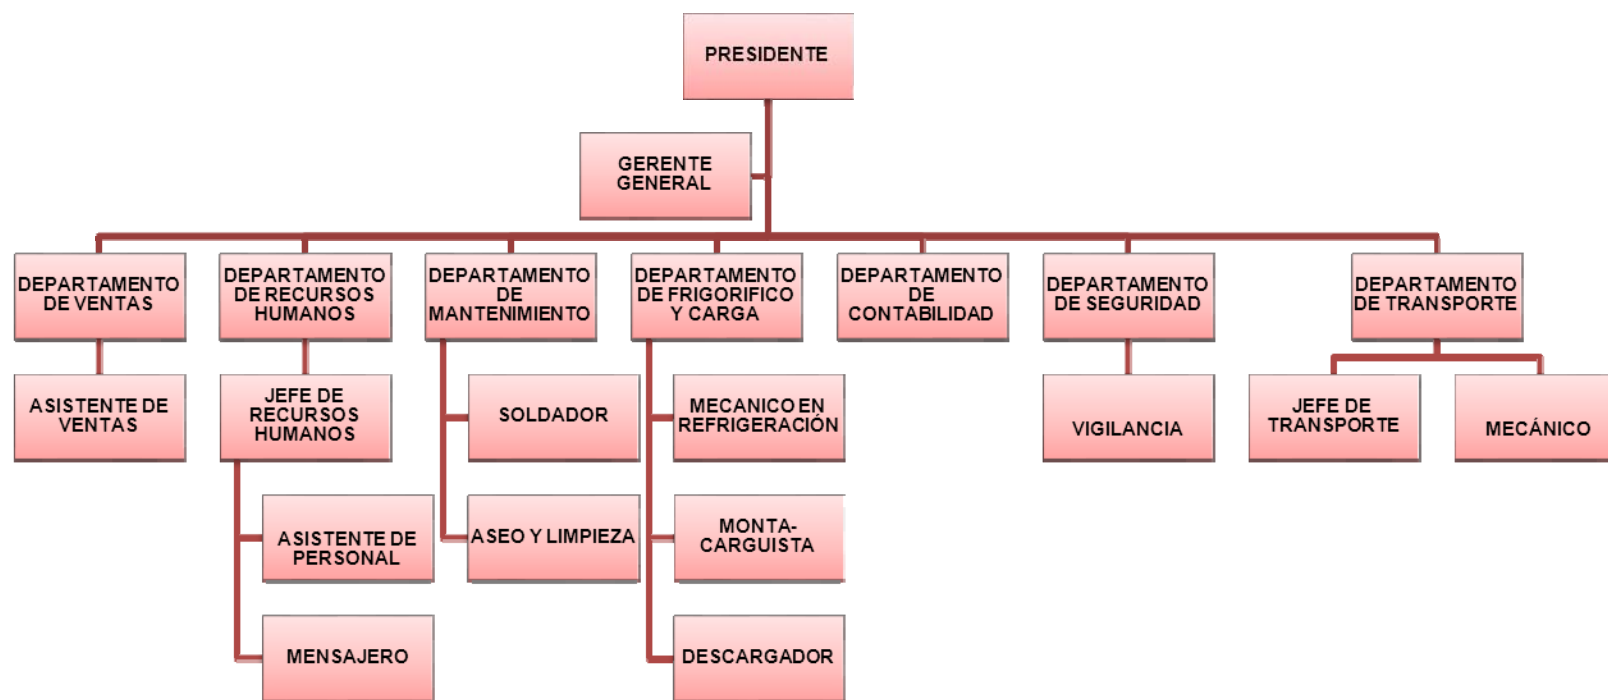 PRESIDENTE
GERENTE
GENERAL
DEPARTAMENTO
DE VENTAS
DEPARTAMENTO
DE RECURSOS
HUMANOS
DEPARTAMENTO
DE
MANTENIMIENTO
DEPARTAMENTO
DE FRIGORIFICO
Y CARGA
DEPARTAMENTO
DE
CONTABILIDAD
DEPARTAMENTO
DE SEGURIDAD
DEPARTAMENTO
DE TRANSPORTE
ASISTENTE DE
VENTAS
JEFE DE
RECURSOS
HUMANOS
SOLDADOR
MECANICO EN
REFRIGERACIÓN
VIGILANCIA
JEFE DE
TRANSPORTE
MECÁNICO
ASISTENTE DE
PERSONAL
ASEO Y LIMPIEZA
MONTA-
CARGUISTA
MENSAJERO
DESCARGADOR